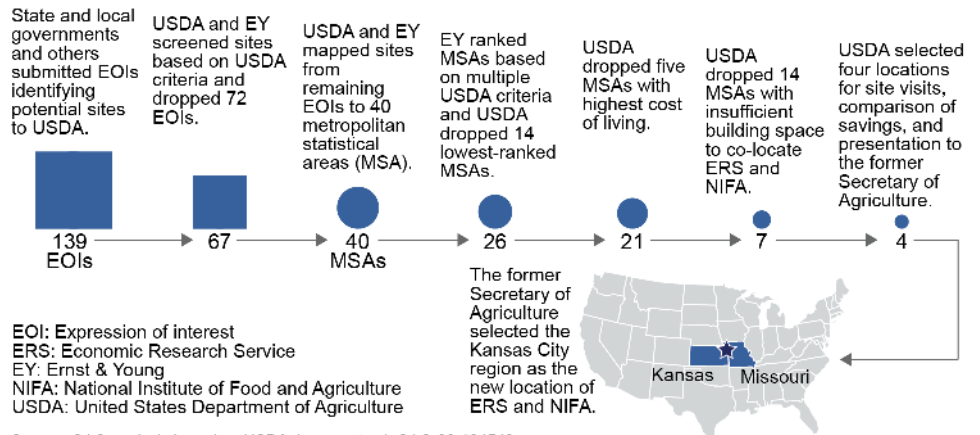 State and local
governments
and others
submitted EOIs
identifying
potential sites
to USDA.
USDA and EY
screened sites
based on USDA
criteria and
dropped 72
EOIs.
USDA and EY
mapped sites
from
remaining
EOIs to 40
metropolitan
statistical
areas (MSA).
EY ranked
MSAs based
on multiple
USDA criteria
and USDA
dropped 14
lowest-ranked
MSAs.
USDA
dropped five
MSAs with
highest cost
of living.
USDA
dropped 14
MSAs with
insufficient
building space
to co-locate
ERS and
NIFA.
USDA selected
four locations
for site visits,
comparison of
savings, and
presentation to
the former
Secretary of
Agriculture.
139
EOIs
67
40
MSAs
26
21
7
4
The former
Secretary of
Agriculture
selected the
Kansas City
region as the
new location of
ERS and NIFA.
Kansas
Missouri
EOI: Expression of interest
ERS: Economic Research Service
EY: Ernst & Young
NIFA: National Institute of Food and Agriculture
USDA: United States Department of Agriculture